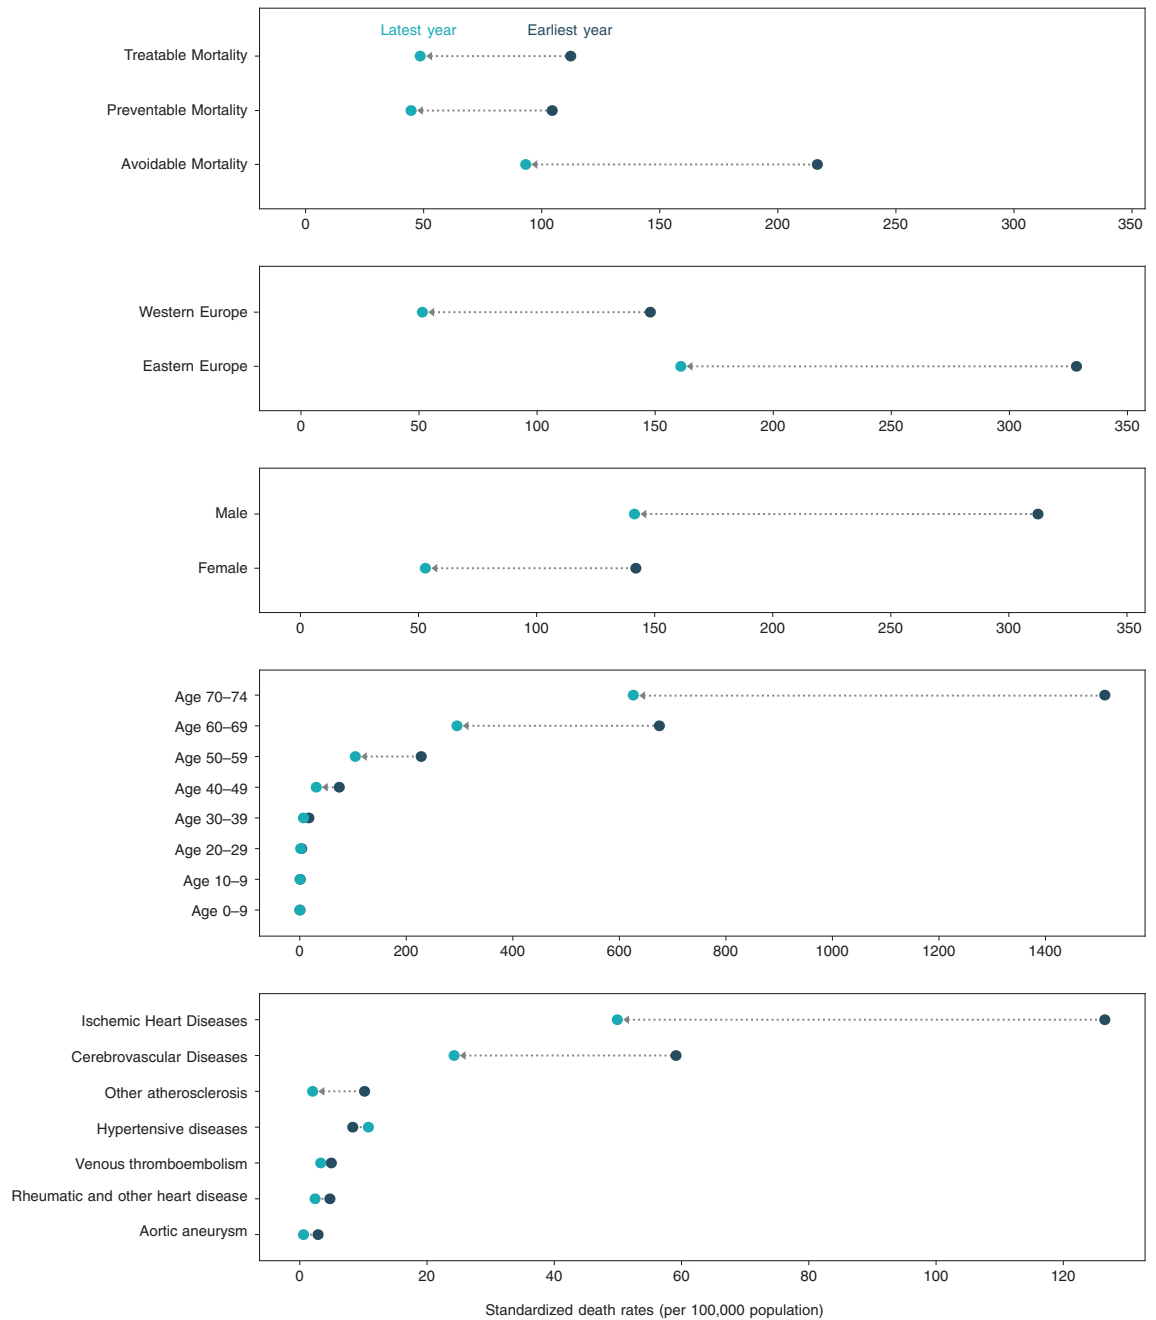 Latest year Earliest year
Treatable Mortality
Preventable Mortality
Avoidable Mortality
0 50 100 150 200 250 300 350
Western Europe
Eastern Europe
0 50 100 150 200 250 300 350
Male
Female
0 50 100 150 200 250 300 350
Age 70–74
Age 60–69
Age 50–59
Age 40–49
Age 30–39
Age 20–29
Age 10–9
Age 0–9
0 200 400 600 800 1000 1200 1400
Ischemic Heart Diseases
Cerebrovascular Diseases
Other atherosclerosis
Hypertensive diseases
Venous thromboembolism
Rheumatic and other heart disease
Aortic aneurysm
0 20 40 60 80 100 120
Standardized death rates (per 100,000 population)